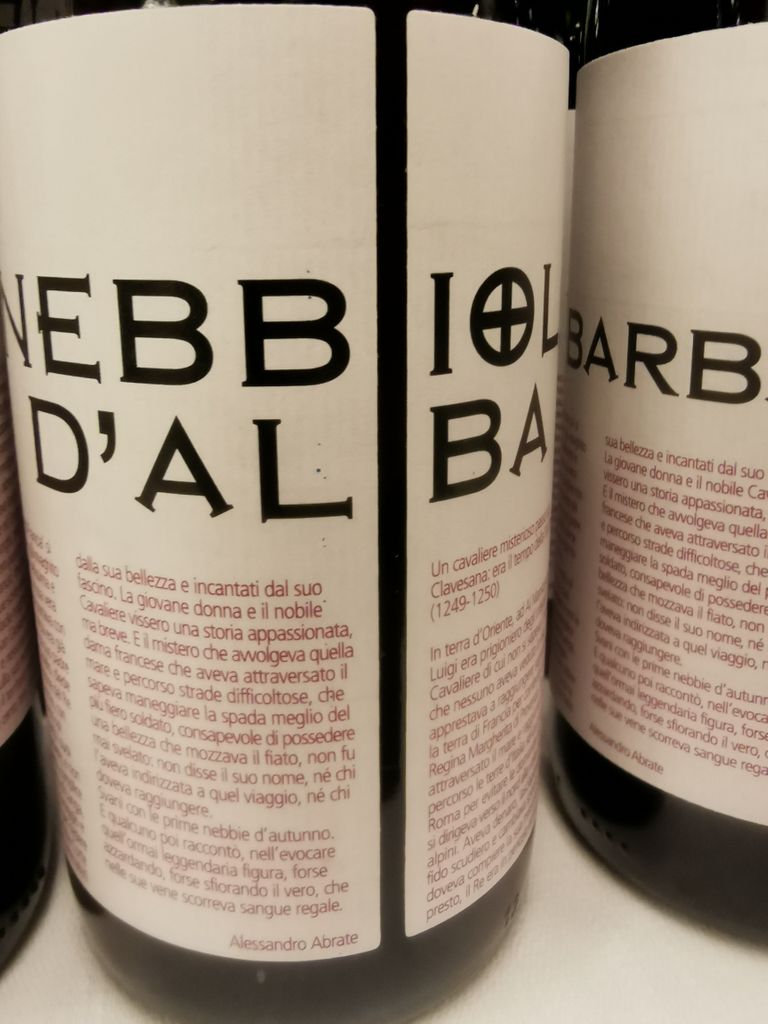 NEBB
D'AL
dalla sua bellezza e incantati dal suo
fascino. La giovane donna e il nobile
Cavaliere vissero una storia appassionata,
ma breve. E il mistero che avvolgeva quella
dama francese che aveva attraversato il
mare e percorso strade difficoltose, che
sapeva maneggiare la spada meglio del
più fiero soldato, consapevole di possedere
una bellezza che mozzava il fiato, non fu
mai svelato: non disse il suo nome, né chi
l'aveva indirizzata a quel viaggio, né chi
doveva raggiungere.
Svanì con le prime nebbie d'autunno.
E qualcuno poi raccontò, nell'evocare
quell'ormai leggendaria figura, forse
azzardando, forse sfiorando il vero, che
nelle sue vene scorreva sangue regale.
Alessandro Abrate
IOL
BA
Un cavaliere misterioso
Clavesana: era il tempo
(1249-1250)
In terra d'Oriente, ad
Luigi era prigioniero
Cavaliere di cui non si
che nessuno aveva
apprestava a raggiungere
la terra di Francia per
Regina Margherita di
attraversato il mare e
percorso le terre d'
Roma per evitare le
si dirigeva verso i
alpini. Aveva denaro,
fido scudiero e
doveva compiere la
presto, il Re era in
BARB
sua bellezza e incantati dal suo
La giovane donna e il nobile Cav
vissero una storia appassionata,
E il mistero che avvolgeva quella
francese che aveva attraversato i
e percorso strade difficoltose, che
maneggiare la spada meglio del p
soldato, consapevole di possedere
bellezza che mozzava il fiato, non
svelato: non disse il suo nome, né
l'aveva indirizzata a quel viaggio, n
doveva raggiungere.
Svanì con le prime nebbie d'autunn
E qualcuno poi raccontò, nell'evoca
quell'ormai leggendaria figura, forse
azzardando, forse sfiorando il vero, c
nelle sue vene scorreva sangue rega
Alessandro Abrate